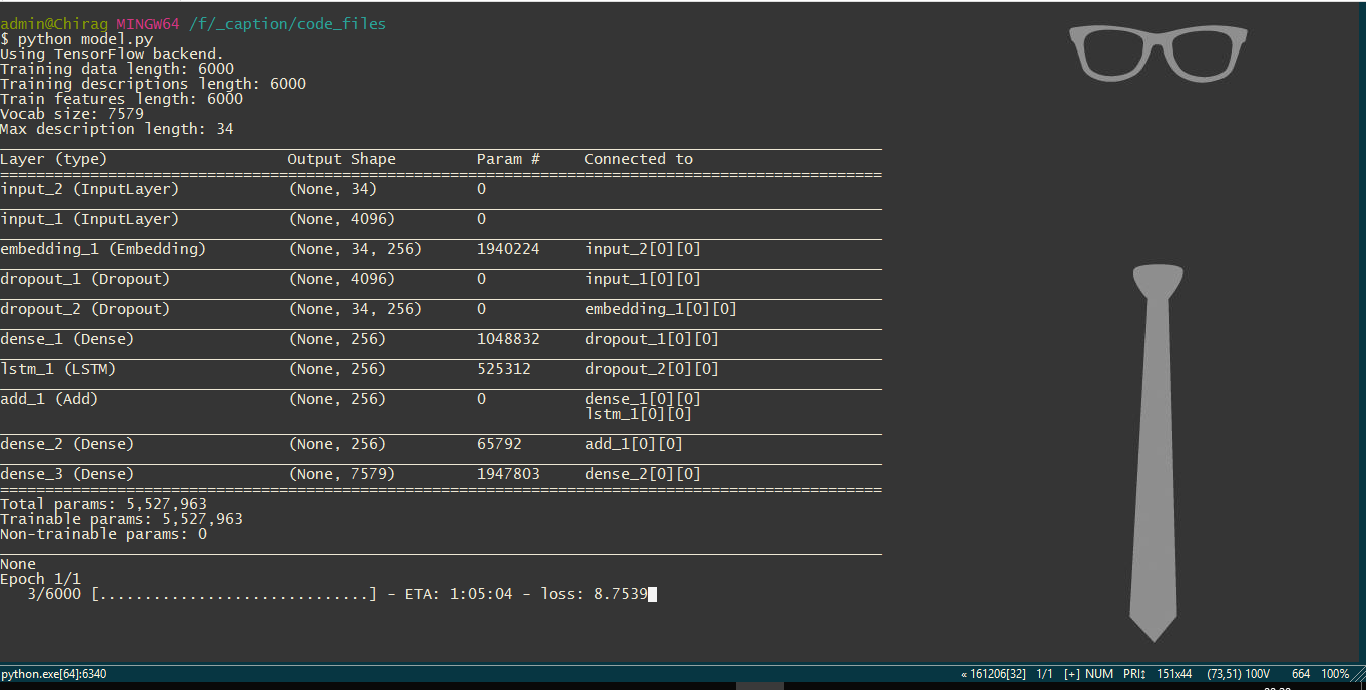 admin@Chirag MINGW64 /f/_caption/code_files
$ python model.py
Using TensorFlow backend.
Training data length: 6000
Training descriptions length: 6000
Train features length: 6000
Vocab size: 7579
Max description length: 34
Layer (type) Output Shape Param # Connected to
input_2 (InputLayer) (None, 34) 0
input_1 (InputLayer) (None, 4096) 0
embedding_1 (Embedding) (None, 34, 256) 1940224 input_2[0][0]
dropout_1 (Dropout) (None, 4096) 0 input_1[0][0]
dropout_2 (Dropout) (None, 34, 256) 0 embedding_1[0][0]
dense_1 (Dense) (None, 256) 1048832 dropout_1[0][0]
lstm_1 (LSTM) (None, 256) 525312 dropout_2[0][0]
add_1 (Add) (None, 256) 0 dense_1[0][0]
lstm_1[0][0]
dense_2 (Dense) (None, 256) 65792 add_1[0][0]
dense_3 (Dense) (None, 7579) 1947803 dense_2[0][0]
Total params: 5,527,963
Trainable params: 5,527,963
Non-trainable params: 0
None
Epoch 1/1
3/6000 [..............................] - ETA: 1:05:04 - loss: 8.7539
python.exe[64]:6340 « 161206[32] 1/1 [+] NUM PRI↕ 151x44 (73,51) 100V 664 100%